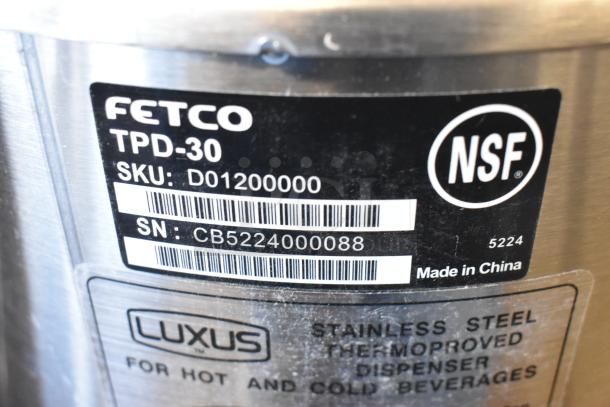 FETCO
TPD-30
SKU: D01200000
SN : CB5224000088
NSF®
5224
Made in China
LUXUS™
STAINLESS STEEL
THERMOPROVED
DISPENSER
FOR HOT AND COLD BEVERAGES